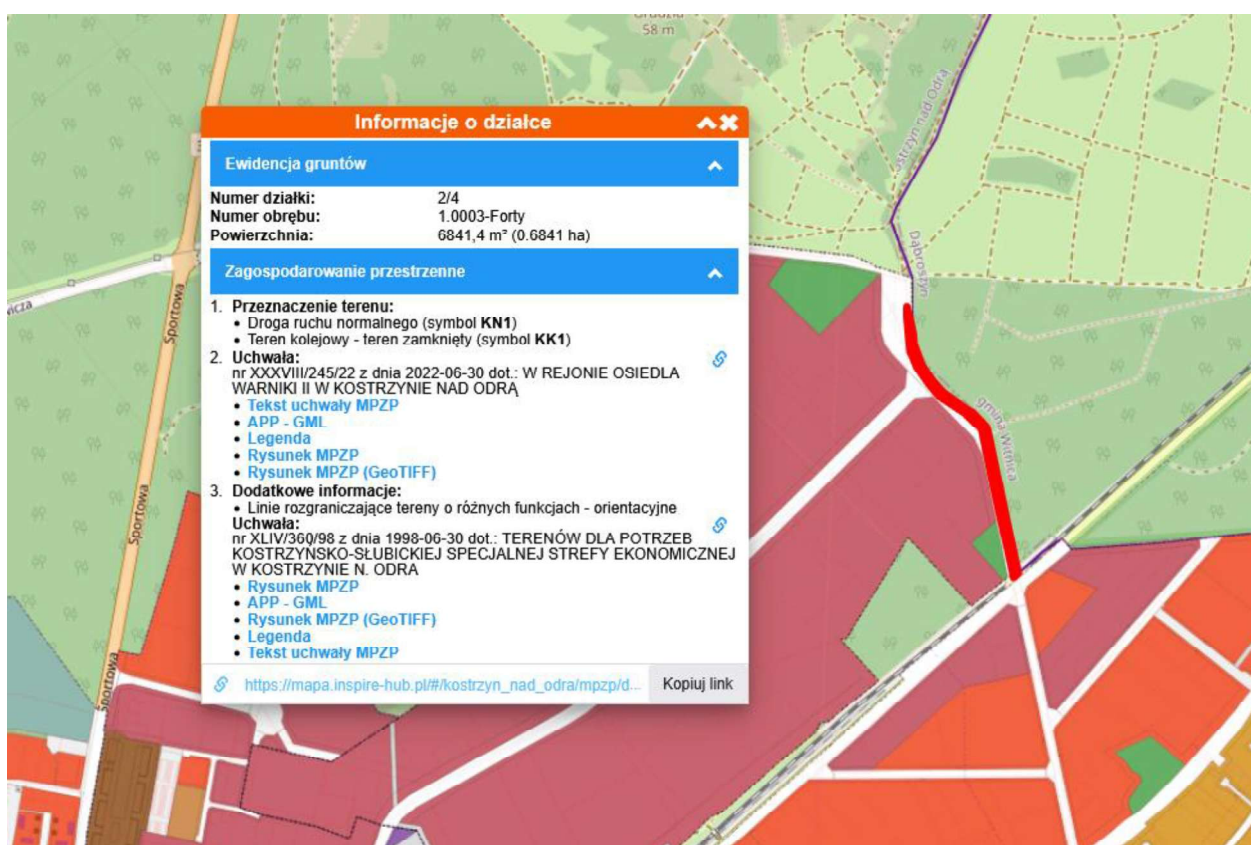 58 m
ostrzyn nad Odrą
Dąbroszyn
gmina Witnica
Sportowa
Sportowa
Sportowa
Informacje o działce
Ewidencja gruntów
Numer działki: 2/4
Numer obrębu: 1.0003-Forty
Powierzchnia: 6841,4 m² (0.6841 ha)
Zagospodarowanie przestrzenne
1. Przeznaczenie terenu:
• Droga ruchu normalnego (symbol KN1)
• Teren kolejowy - teren zamknięty (symbol KK1)
2. Uchwała:
nr XXXVIII/245/22 z dnia 2022-06-30 dot.: W REJONIE OSIEDLA
WARNIKI II W KOSTRZYNIE NAD ODRĄ
• Tekst uchwały MPZP
• APP - GML
• Legenda
• Rysunek MPZP
• Rysunek MPZP (GeoTIFF)
3. Dodatkowe informacje:
• Linie rozgraniczające tereny o różnych funkcjach - orientacyjne
Uchwała:
nr XLIV/360/98 z dnia 1998-06-30 dot.: TERENÓW DLA POTRZEB
KOSTRZYNSKO-SŁUBICKIEJ SPECJALNEJ STREFY EKONOMICZNEJ
W KOSTRZYNIE N. ODRA
• Rysunek MPZP
• APP - GML
• Rysunek MPZP (GeoTIFF)
• Legenda
• Tekst uchwały MPZP
https://mapa.inspire-hub.pl/#/kostrzyn_nad_odra/mpzp/d... Kopiuj link